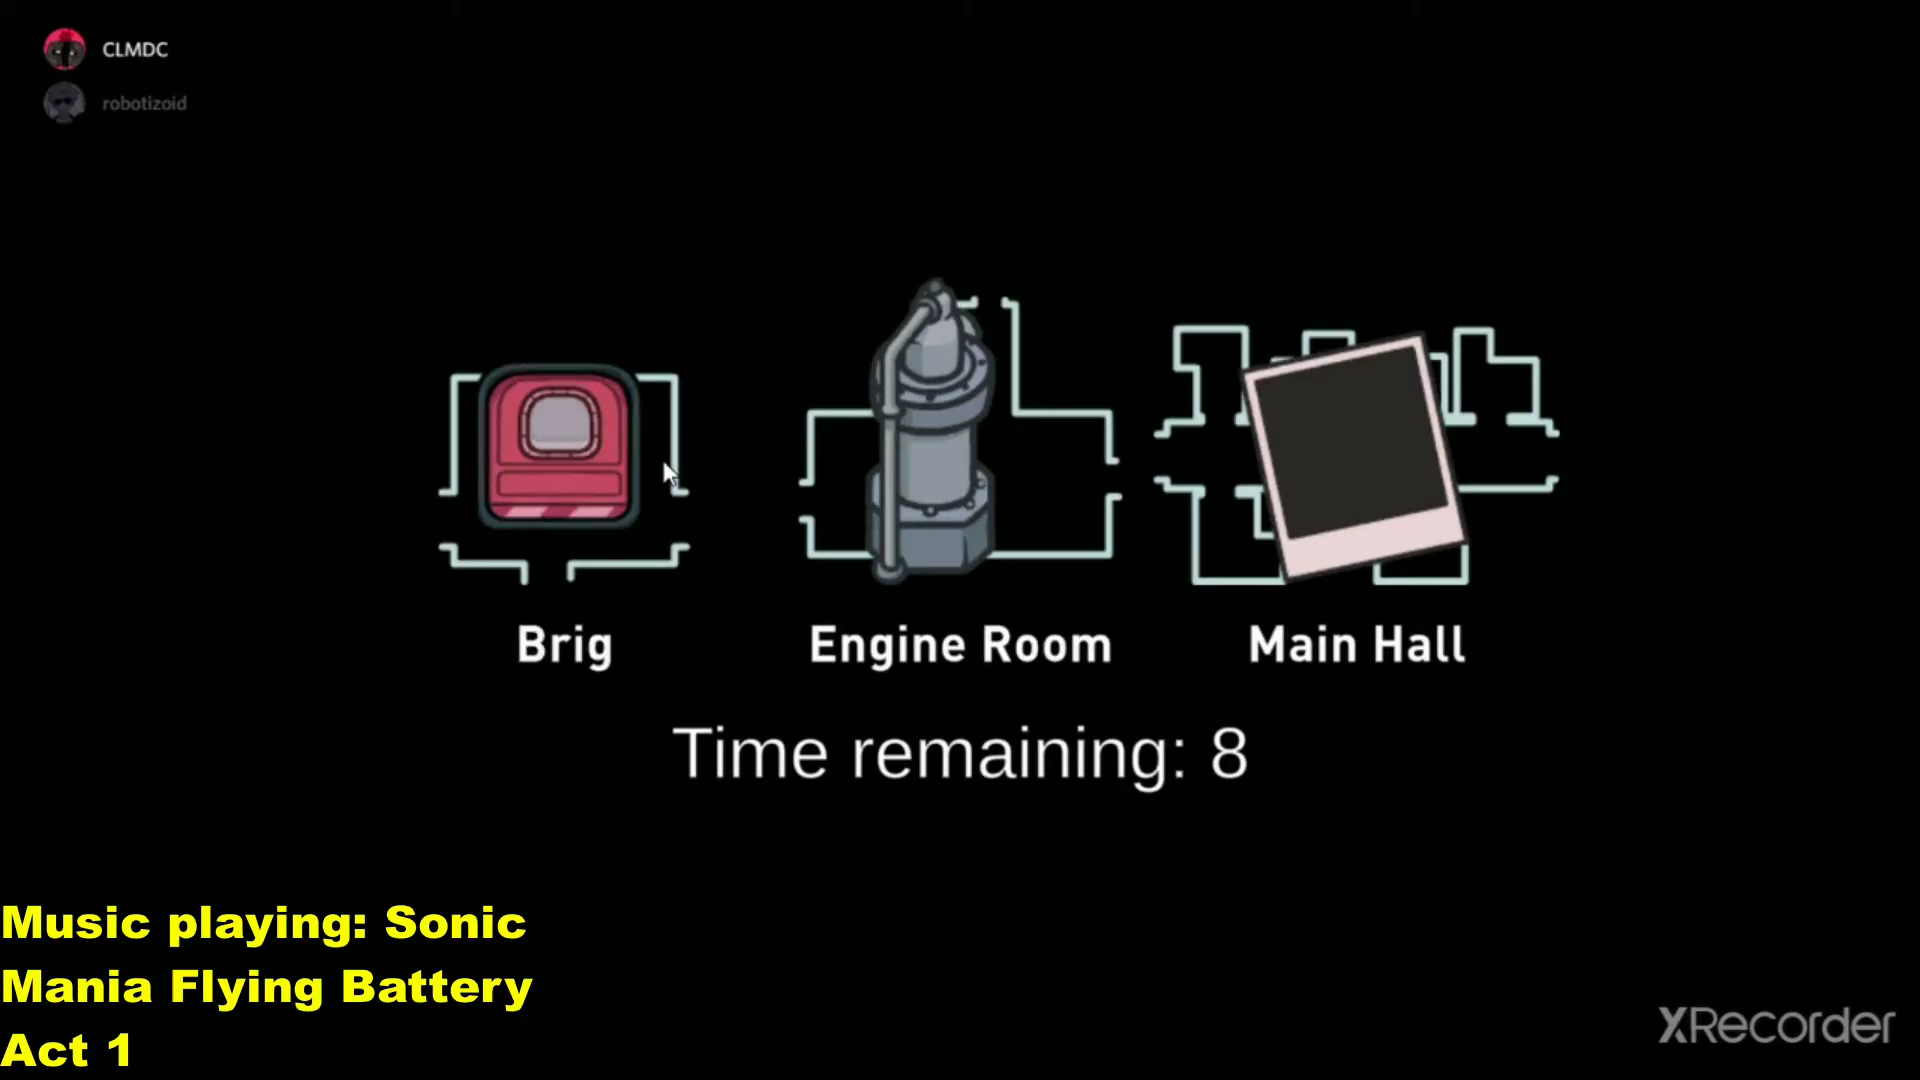 CLMDC
robotizoid
Brig
Engine Room
Main Hall
Time remaining: 8
Music playing: Sonic
Mania Flying Battery
Act 1
XRecorder